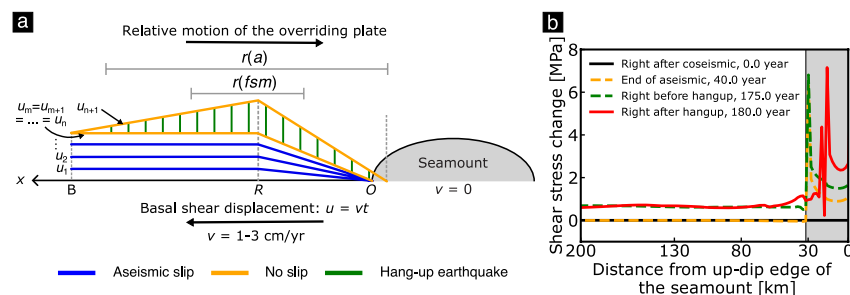 a
Relative motion of the overriding plate
r(a)
r(fsm)
uₘ=uₘ₊₁
= ... = uₙ
uₙ₊₁
⋮
u₂
u₁
Seamount
x
B
R
O
v = 0
Basal shear displacement: u = vt
v = 1–3 cm/yr
Aseismic slip
No slip
Hang-up earthquake
b
Shear stress change [MPa]
8
6
4
2
0
Right after coseismic, 0.0 year
End of aseismic, 40.0 year
Right before hangup, 175.0 year
Right after hangup, 180.0 year
200 130 80 30 0
Distance from up-dip edge of
the seamount [km]